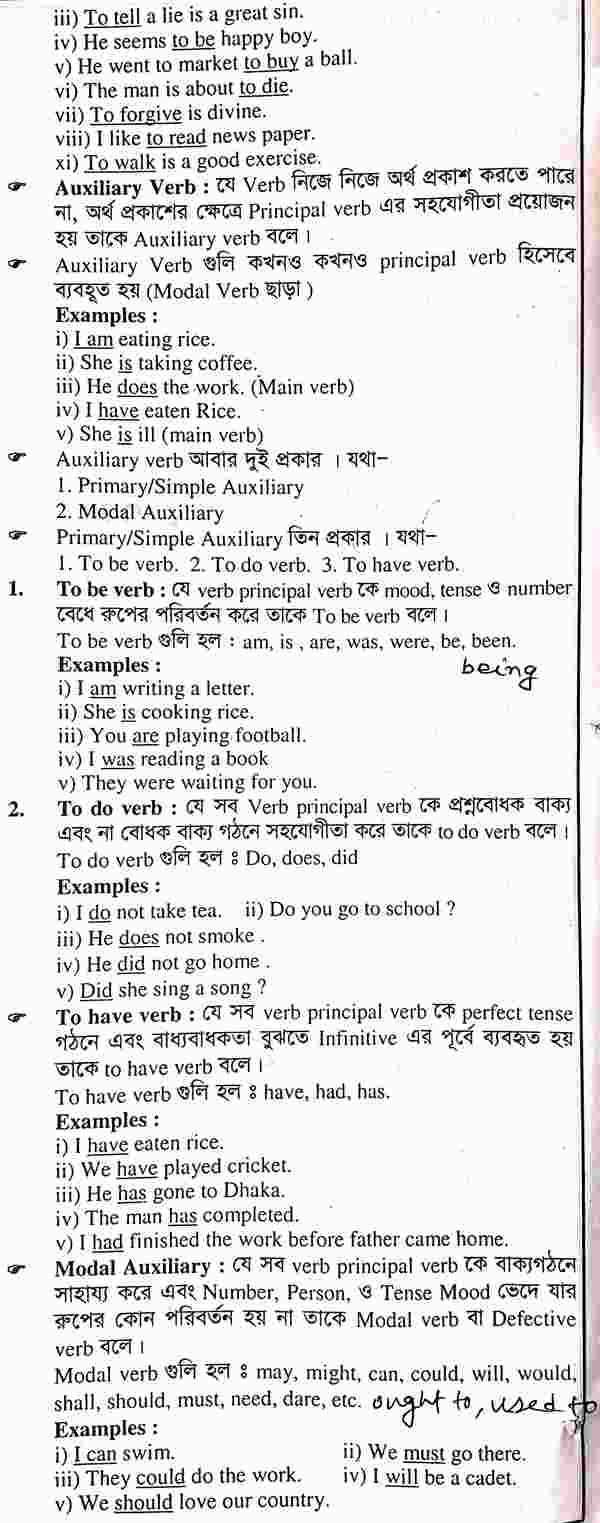 iii) To tell a lie is a great sin.
iv) He seems to be happy boy.
v) He went to market to buy a ball.
vi) The man is about to die.
vii) To forgive is divine.
viii) I like to read news paper.
xi) To walk is a good exercise.
☞ Auxiliary Verb : যে Verb নিজে নিজে অর্থ প্রকাশ করতে পারে
না, অর্থ প্রকাশের ক্ষেত্রে Principal verb এর সহযোগীতা প্রয়োজন
হয় তাকে Auxiliary verb বলে।
☞ Auxiliary Verb গুলি কখনও কখনও principal verb হিসেবে
ব্যবহূত হয় (Modal Verb ছাড়া )
Examples :
i) I am eating rice.
ii) She is taking coffee.
iii) He does the work. (Main verb)
iv) I have eaten Rice.
v) She is ill (main verb)
☞ Auxiliary verb আবার দুই প্রকার । যথা–
1. Primary/Simple Auxiliary
2. Modal Auxiliary
☞ Primary/Simple Auxiliary তিন প্রকার । যথা–
1. To be verb. 2. To do verb. 3. To have verb.
1. To be verb : যে verb principal verb কে mood, tense ও number
বেধে রুপের পরিবর্তন করে তাকে To be verb বলে।
To be verb গুলি হল : am, is , are, was, were, be, been.
being
Examples :
i) I am writing a letter.
ii) She is cooking rice.
iii) You are playing football.
iv) I was reading a book
v) They were waiting for you.
2. To do verb : যে সব Verb principal verb কে প্রশ্নবোধক বাক্য
এবং না বোধক বাক্য গঠনে সহযোগীতা করে তাকে to do verb বলে।
To do verb গুলি হল ঃ Do, does, did
Examples :
i) I do not take tea. ii) Do you go to school ?
iii) He does not smoke .
iv) He did not go home .
v) Did she sing a song ?
☞ To have verb : যে সব verb principal verb কে perfect tense
গঠনে এবং বাধ্যবাধকতা বুঝতে Infinitive এর পূর্বে ব্যবহৃত হয়
তাকে to have verb বলে।
To have verb গুলি হল ঃ have, had, has.
Examples :
i) I have eaten rice.
ii) We have played cricket.
iii) He has gone to Dhaka.
iv) The man has completed.
v) I had finished the work before father came home.
☞ Modal Auxiliary : যে সব verb principal verb কে বাক্যগঠনে
সাহায্য করে এবং Number, Person, ও Tense Mood ভেদে যার
রুপের কোন পরিবর্তন হয় না তাকে Modal verb বা Defective
verb বলে।
Modal verb গুলি হল ঃ may, might, can, could, will, would,
shall, should, must, need, dare, etc. ought to, used to
Examples :
i) I can swim. ii) We must go there.
iii) They could do the work. iv) I will be a cadet.
v) We should love our country.